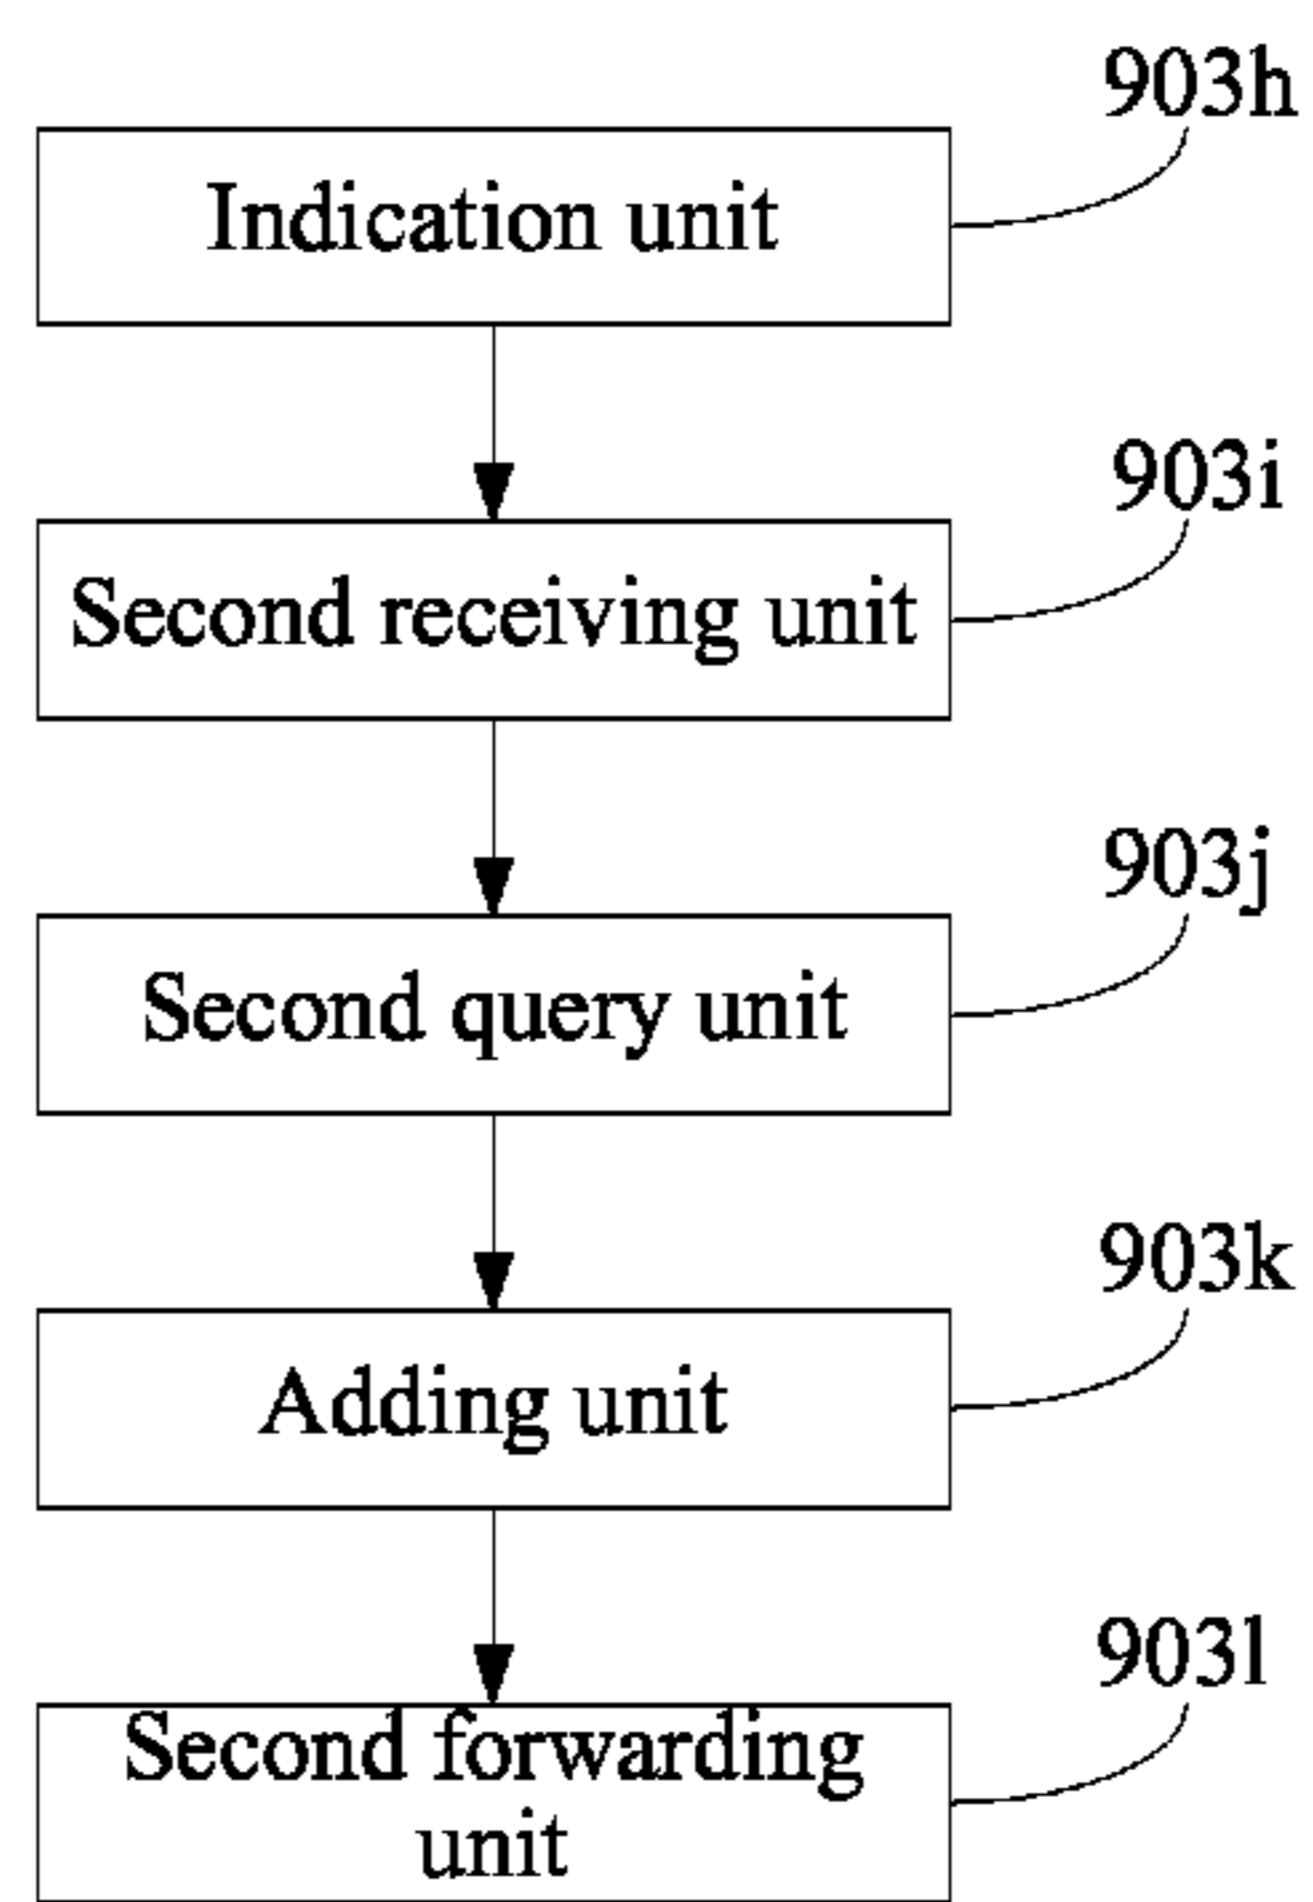 903h
Indication unit
903i
Second receiving unit
903j
Second query unit
903k
Adding unit
903l
Second forwarding
unit